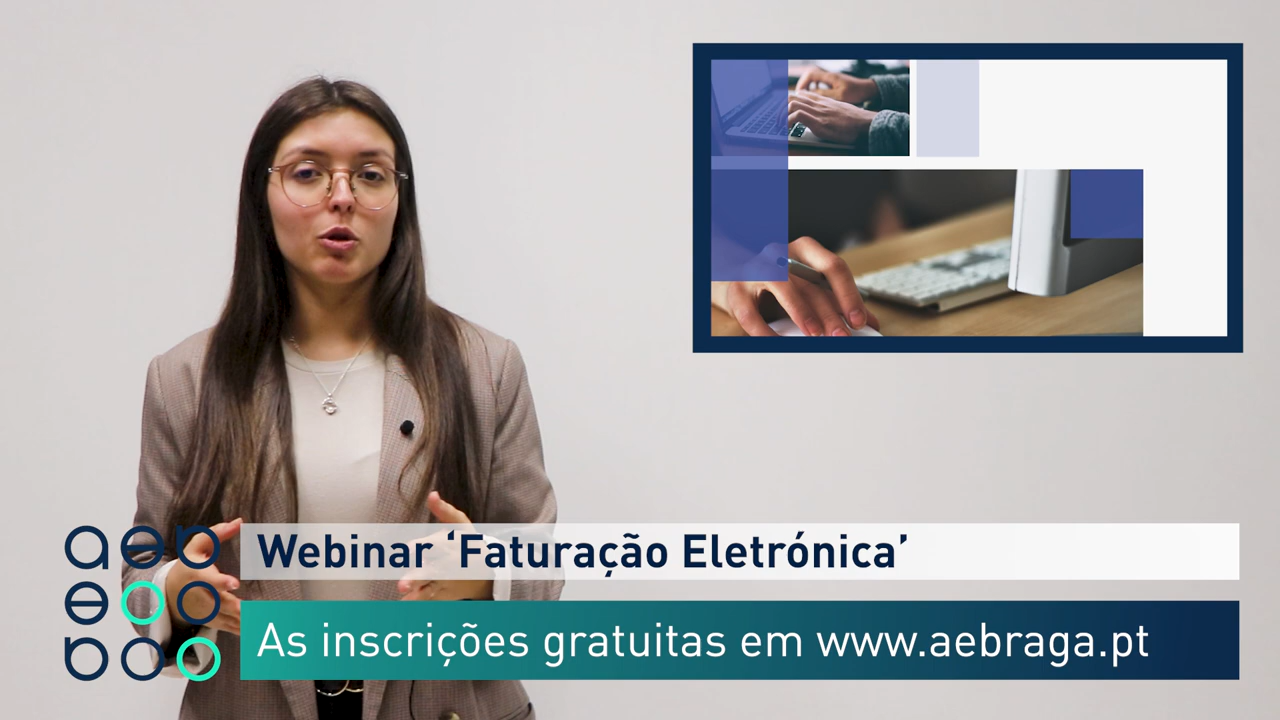 Webinar ‘Faturação Eletrónica’
As inscrições gratuitas em www.aebraga.pt